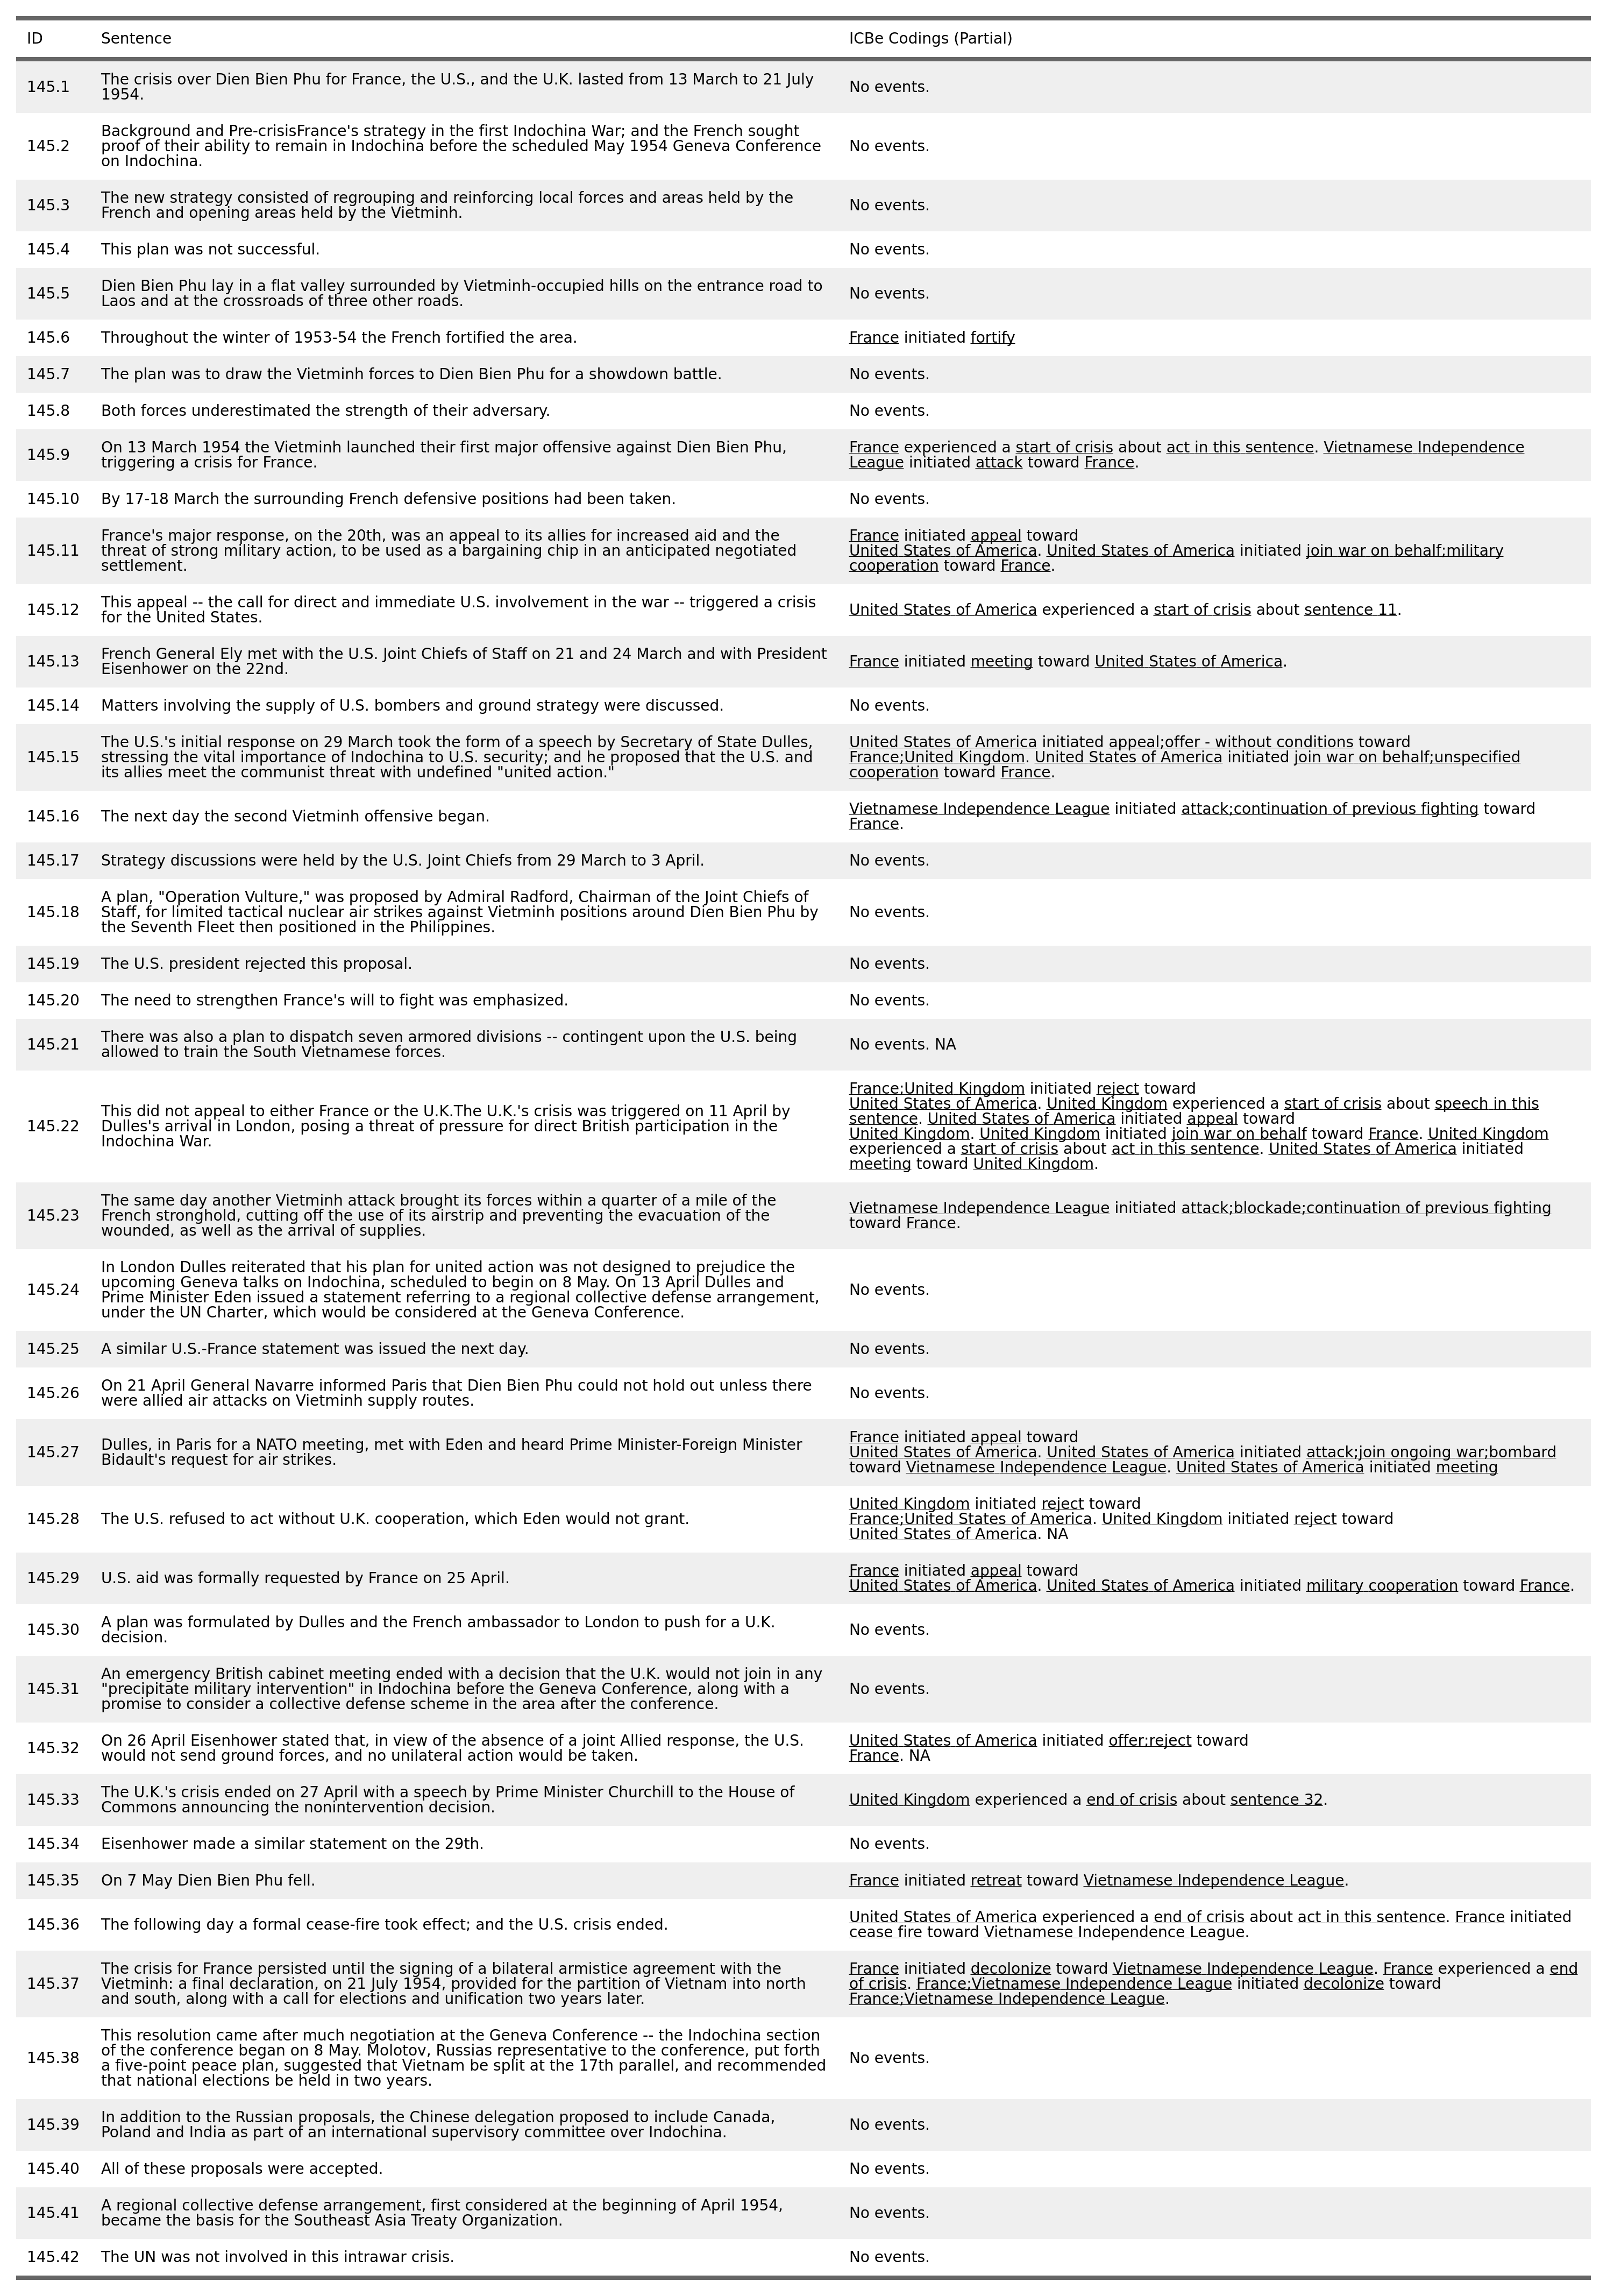 ID Sentence ICBe Codings (Partial)
145.1 The crisis over Dien Bien Phu for France, the U.S., and the U.K. lasted from 13 March to 21 July
1954.
No events.
145.2 Background and Pre-crisisFrance's strategy in the first Indochina War; and the French sought
proof of their ability to remain in Indochina before the scheduled May 1954 Geneva Conference
on Indochina.
No events.
145.3 The new strategy consisted of regrouping and reinforcing local forces and areas held by the
French and opening areas held by the Vietminh.
No events.
145.4 This plan was not successful.
No events.
145.5 Dien Bien Phu lay in a flat valley surrounded by Vietminh-occupied hills on the entrance road to
Laos and at the crossroads of three other roads.
No events.
145.6 Throughout the winter of 1953-54 the French fortified the area.
France initiated fortify
145.7 The plan was to draw the Vietminh forces to Dien Bien Phu for a showdown battle.
No events.
145.8 Both forces underestimated the strength of their adversary.
No events.
145.9 On 13 March 1954 the Vietminh launched their first major offensive against Dien Bien Phu,
triggering a crisis for France.
France experienced a start of crisis about act in this sentence. Vietnamese Independence
League initiated attack toward France.
145.10 By 17-18 March the surrounding French defensive positions had been taken.
No events.
145.11 France's major response, on the 20th, was an appeal to its allies for increased aid and the
threat of strong military action, to be used as a bargaining chip in an anticipated negotiated
settlement.
France initiated appeal toward
United States of America. United States of America initiated join war on behalf;military
cooperation toward France.
145.12 This appeal -- the call for direct and immediate U.S. involvement in the war -- triggered a crisis
for the United States.
United States of America experienced a start of crisis about sentence 11.
145.13 French General Ely met with the U.S. Joint Chiefs of Staff on 21 and 24 March and with President
Eisenhower on the 22nd.
France initiated meeting toward United States of America.
145.14 Matters involving the supply of U.S. bombers and ground strategy were discussed.
No events.
145.15 The U.S.'s initial response on 29 March took the form of a speech by Secretary of State Dulles,
stressing the vital importance of Indochina to U.S. security; and he proposed that the U.S. and
its allies meet the communist threat with undefined "united action."
United States of America initiated appeal;offer - without conditions toward
France;United Kingdom. United States of America initiated join war on behalf;unspecified
cooperation toward France.
145.16 The next day the second Vietminh offensive began.
Vietnamese Independence League initiated attack;continuation of previous fighting toward
France.
145.17 Strategy discussions were held by the U.S. Joint Chiefs from 29 March to 3 April.
No events.
145.18 A plan, "Operation Vulture," was proposed by Admiral Radford, Chairman of the Joint Chiefs of
Staff, for limited tactical nuclear air strikes against Vietminh positions around Dien Bien Phu by
the Seventh Fleet then positioned in the Philippines.
No events.
145.19 The U.S. president rejected this proposal.
No events.
145.20 The need to strengthen France's will to fight was emphasized.
No events.
145.21 There was also a plan to dispatch seven armored divisions -- contingent upon the U.S. being
allowed to train the South Vietnamese forces.
No events. NA
145.22 This did not appeal to either France or the U.K.The U.K.'s crisis was triggered on 11 April by
Dulles's arrival in London, posing a threat of pressure for direct British participation in the
Indochina War.
France;United Kingdom initiated reject toward
United States of America. United Kingdom experienced a start of crisis about speech in this
sentence. United States of America initiated appeal toward
United Kingdom. United Kingdom initiated join war on behalf toward France. United Kingdom
experienced a start of crisis about act in this sentence. United States of America initiated
meeting toward United Kingdom.
145.23 The same day another Vietminh attack brought its forces within a quarter of a mile of the
French stronghold, cutting off the use of its airstrip and preventing the evacuation of the
wounded, as well as the arrival of supplies.
Vietnamese Independence League initiated attack;blockade;continuation of previous fighting
toward France.
145.24 In London Dulles reiterated that his plan for united action was not designed to prejudice the
upcoming Geneva talks on Indochina, scheduled to begin on 8 May. On 13 April Dulles and
Prime Minister Eden issued a statement referring to a regional collective defense arrangement,
under the UN Charter, which would be considered at the Geneva Conference.
No events.
145.25 A similar U.S.-France statement was issued the next day.
No events.
145.26 On 21 April General Navarre informed Paris that Dien Bien Phu could not hold out unless there
were allied air attacks on Vietminh supply routes.
No events.
145.27 Dulles, in Paris for a NATO meeting, met with Eden and heard Prime Minister-Foreign Minister
Bidault's request for air strikes.
France initiated appeal toward
United States of America. United States of America initiated attack;join ongoing war;bombard
toward Vietnamese Independence League. United States of America initiated meeting
145.28 The U.S. refused to act without U.K. cooperation, which Eden would not grant.
United Kingdom initiated reject toward
France;United States of America. United Kingdom initiated reject toward
United States of America. NA
145.29 U.S. aid was formally requested by France on 25 April.
France initiated appeal toward
United States of America. United States of America initiated military cooperation toward France.
145.30 A plan was formulated by Dulles and the French ambassador to London to push for a U.K.
decision.
No events.
145.31 An emergency British cabinet meeting ended with a decision that the U.K. would not join in any
"precipitate military intervention" in Indochina before the Geneva Conference, along with a
promise to consider a collective defense scheme in the area after the conference.
No events.
145.32 On 26 April Eisenhower stated that, in view of the absence of a joint Allied response, the U.S.
would not send ground forces, and no unilateral action would be taken.
United States of America initiated offer;reject toward
France. NA
145.33 The U.K.'s crisis ended on 27 April with a speech by Prime Minister Churchill to the House of
Commons announcing the nonintervention decision.
United Kingdom experienced a end of crisis about sentence 32.
145.34 Eisenhower made a similar statement on the 29th.
No events.
145.35 On 7 May Dien Bien Phu fell.
France initiated retreat toward Vietnamese Independence League.
145.36 The following day a formal cease-fire took effect; and the U.S. crisis ended.
United States of America experienced a end of crisis about act in this sentence. France initiated
cease fire toward Vietnamese Independence League.
145.37 The crisis for France persisted until the signing of a bilateral armistice agreement with the
Vietminh: a final declaration, on 21 July 1954, provided for the partition of Vietnam into north
and south, along with a call for elections and unification two years later.
France initiated decolonize toward Vietnamese Independence League. France experienced a end
of crisis. France;Vietnamese Independence League initiated decolonize toward
France;Vietnamese Independence League.
145.38 This resolution came after much negotiation at the Geneva Conference -- the Indochina section
of the conference began on 8 May. Molotov, Russias representative to the conference, put forth
a five-point peace plan, suggested that Vietnam be split at the 17th parallel, and recommended
that national elections be held in two years.
No events.
145.39 In addition to the Russian proposals, the Chinese delegation proposed to include Canada,
Poland and India as part of an international supervisory committee over Indochina.
No events.
145.40 All of these proposals were accepted.
No events.
145.41 A regional collective defense arrangement, first considered at the beginning of April 1954,
became the basis for the Southeast Asia Treaty Organization.
No events.
145.42 The UN was not involved in this intrawar crisis.
No events.